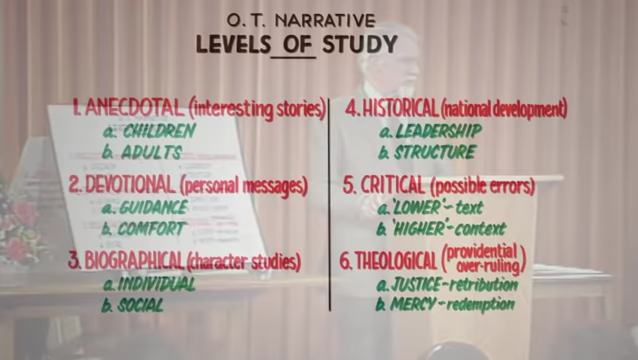 O.T. NARRATIVE
LEVELS OF STUDY
1. ANECDOTAL (interesting stories)
a. CHILDREN
b. ADULTS
2. DEVOTIONAL (personal messages)
a. GUIDANCE
b. COMFORT
3. BIOGRAPHICAL (character studies)
a. INDIVIDUAL
b. SOCIAL
4. HISTORICAL (national development)
a. LEADERSHIP
b. STRUCTURE
5. CRITICAL (possible errors)
a. 'LOWER' - text
b. 'HIGHER' - context
6. THEOLOGICAL (providential
over-ruling)
a. JUSTICE - retribution
b. MERCY - redemption